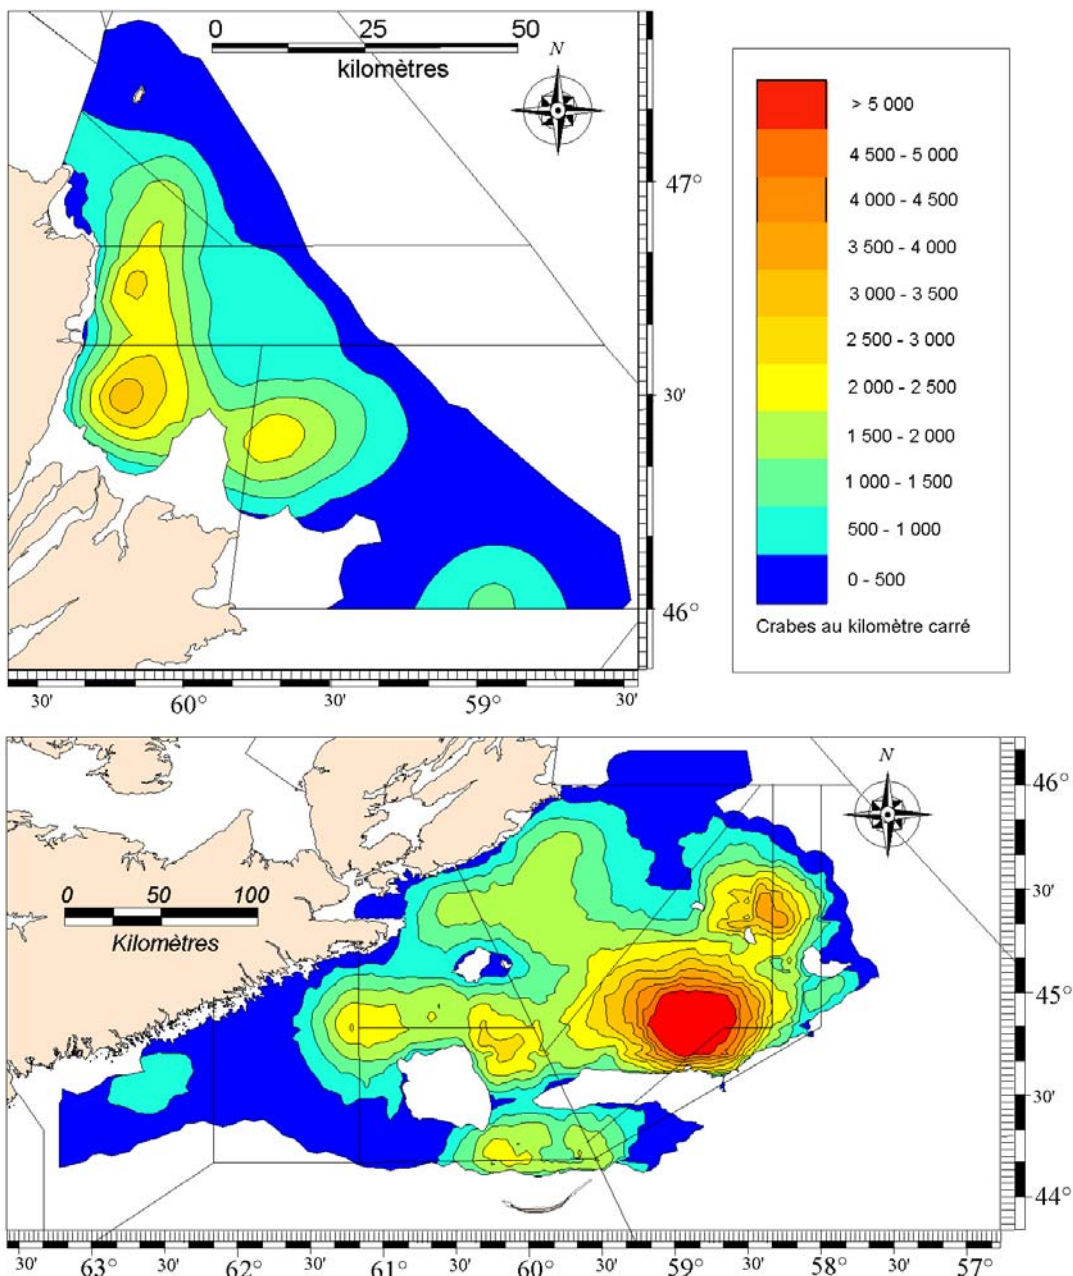 0 25 50
kilomètres
N
47°
30'
46°
30' 60° 30' 59° 30'
> 5 000
4 500 - 5 000
4 000 - 4 500
3 500 - 4 000
3 000 - 3 500
2 500 - 3 000
2 000 - 2 500
1 500 - 2 000
1 000 - 1 500
500 - 1 000
0 - 500
Crabes au kilomètre carré
N
0 50 100
Kilomètres
46°
30'
45°
30'
44°
30' 63° 30' 62° 30' 61° 30' 60° 30' 59° 30' 58° 30' 57°